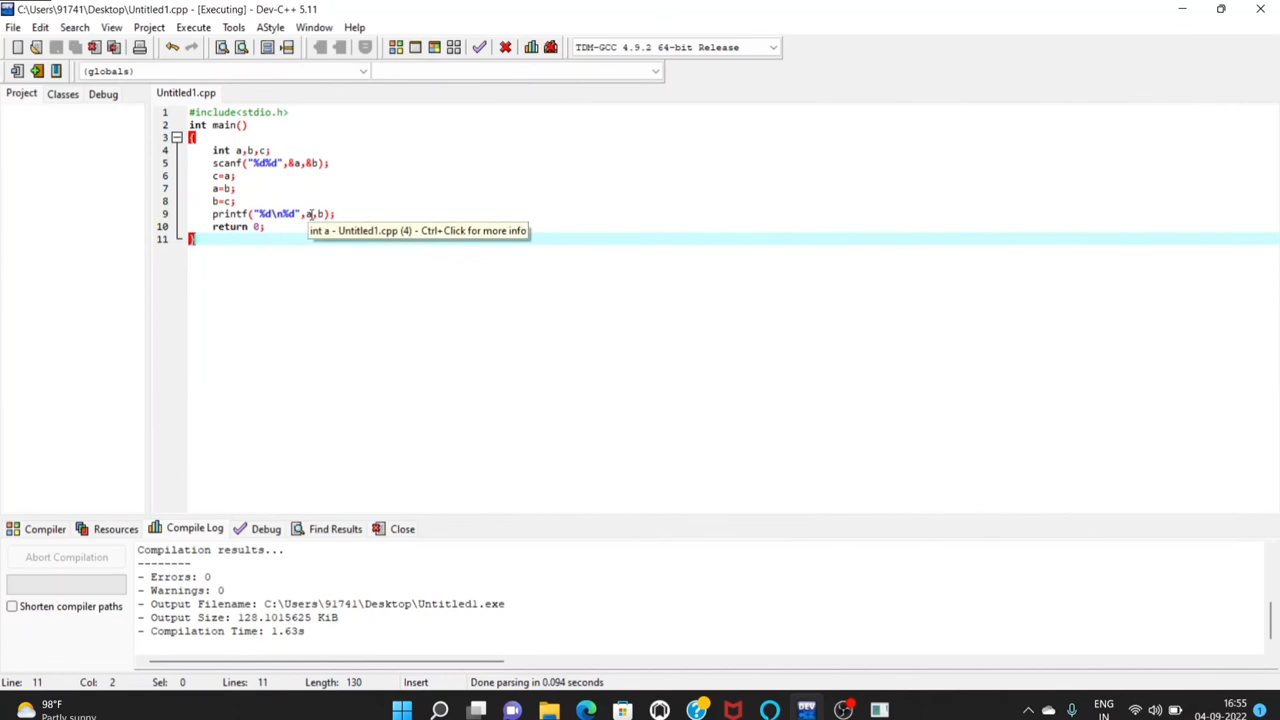 C:\Users\91741\Desktop\Untitled1.cpp - [Executing] - Dev-C++ 5.11
File Edit Search View Project Execute Tools AStyle Window Help
TDM-GCC 4.9.2 64-bit Release
(globals)
Project Classes Debug Untitled1.cpp
1 #include<stdio.h>
2 int main()
3 {
4 int a,b,c;
5 scanf("%d%d",&a,&b);
6 c=a;
7 a=b;
8 b=c;
9 printf("%d\n%d",a,b);
10 return 0;
11 }
int a - Untitled1.cpp (4) - Ctrl+Click for more info
Compiler Resources Compile Log Debug Find Results Close
Abort Compilation
Shorten compiler paths
Compilation results...
--------
- Errors: 0
- Warnings: 0
- Output Filename: C:\Users\91741\Desktop\Untitled1.exe
- Output Size: 128.1015625 KiB
- Compilation Time: 1.63s
Line: 11 Col: 2 Sel: 0 Lines: 11 Length: 130 Insert Done parsing in 0.094 seconds
98°F
Partly sunny
DEV
ENG
IN
16:55
04-09-2022